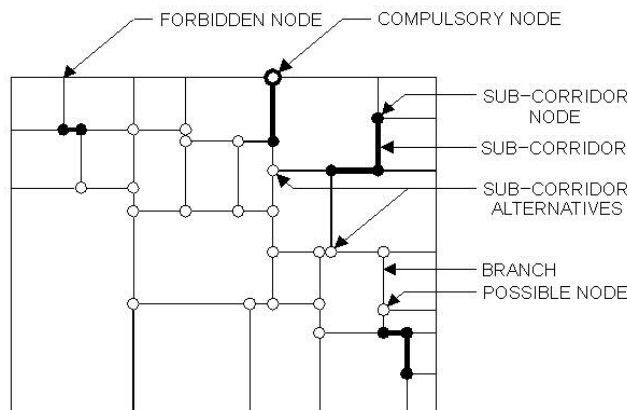 FORBIDDEN NODE
COMPULSORY NODE
SUB-CORRIDOR
NODE
SUB-CORRIDOR
SUB-CORRIDOR
ALTERNATIVES
BRANCH
POSSIBLE NODE